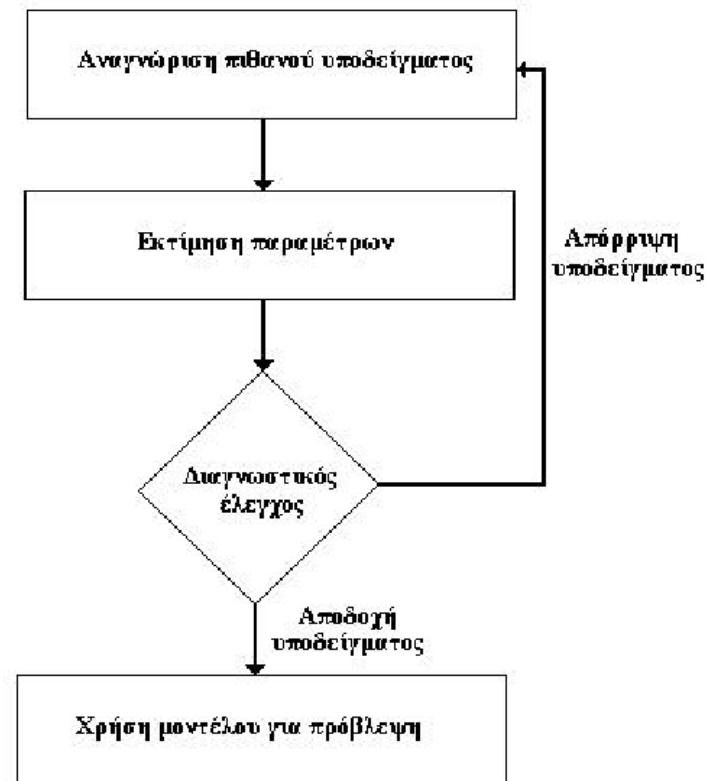 Αναγνώριση πιθανού υποδείγματος
Εκτίμηση παραμέτρων
Απόρριψη
υποδείγματος
Διαγνωστικός
έλεγχος
Αποδοχή
υποδείγματος
Χρήση μοντέλου για πρόβλεψη